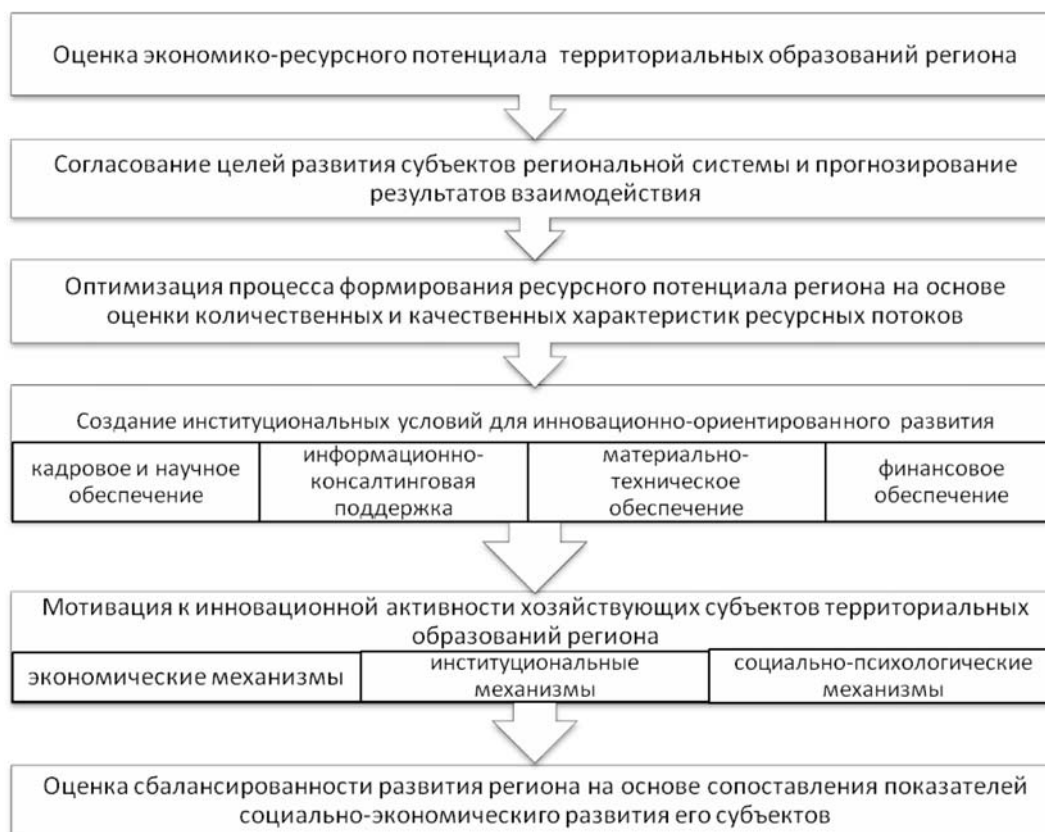 Оценка экономико-ресурсного потенциала территориальных образований региона
Согласование целей развития субъектов региональной системы и прогнозирование
результатов взаимодействия
Оптимизация процесса формирования ресурсного потенциала региона на основе
оценки количественных и качественных характеристик ресурсных потоков
Создание институциональных условий для инновационно-ориентированного развития
кадровое и научное
обеспечение
информационно-
консалтинговая
поддержка
материально-
техническое
обеспечение
финансовое
обеспечение
Мотивация к инновационной активности хозяйствующих субъектов территориальных
образований региона
экономические механизмы
институциональные
механизмы
социально-психологические
механизмы
Оценка сбалансированности развития региона на основе сопоставления показателей
социально-экономическиго развития его субъектов